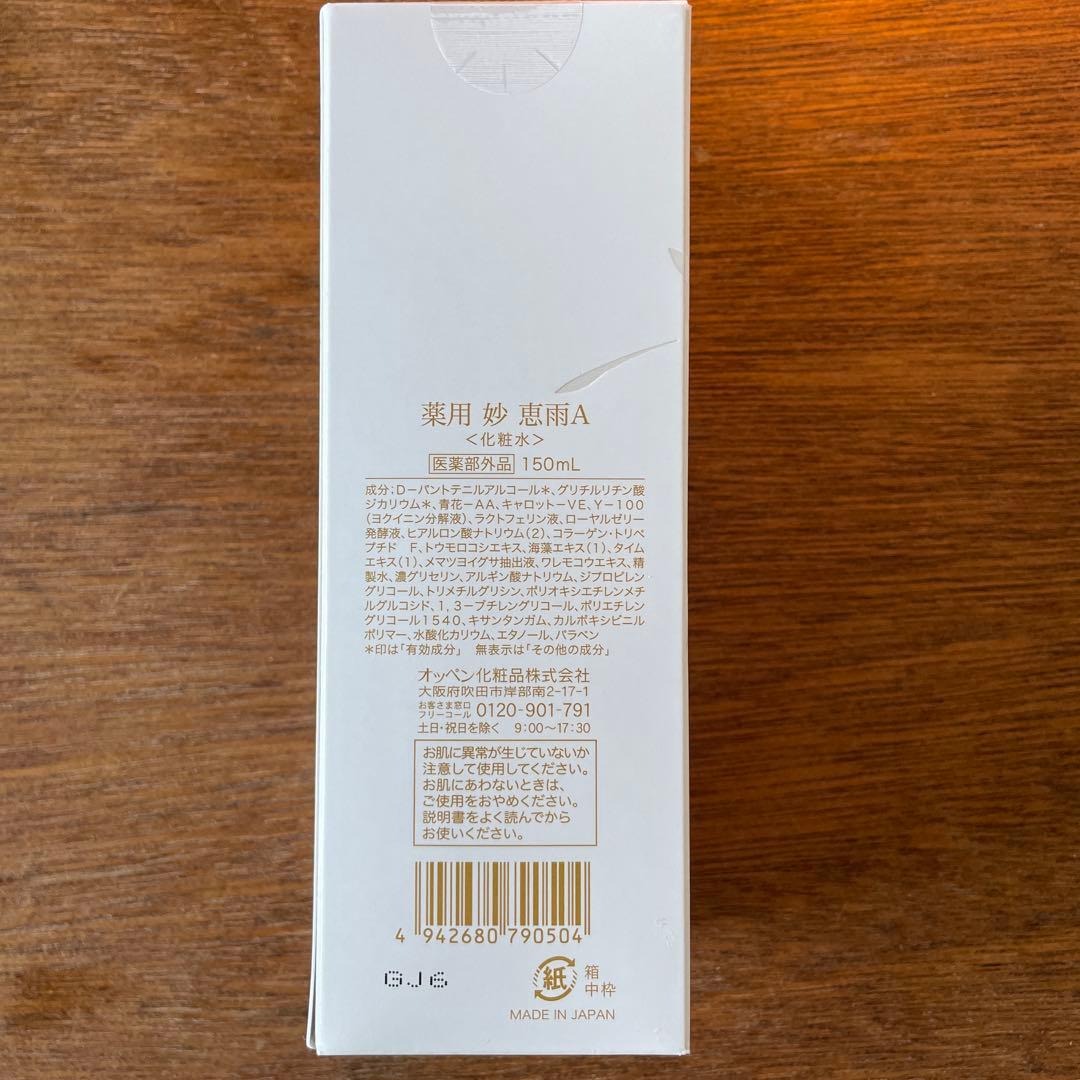 薬用 妙 恵雨A
<化粧水>
医薬部外品 150mL
成分:D-パントテニルアルコール*、グリチルリチン酸
ジカリウム*、青花-AA、キャロット-VE、Y-100
(ヨクイニン分解液)、ラクトフェリン液、ローヤルゼリー
発酵液、ヒアルロン酸ナトリウム(2)、コラーゲン・トリペ
プチド F、トウモロコシエキス、海藻エキス(1)、タイム
エキス(1)、メマツヨイグサ抽出液、ワレモコウエキス、精
製水、濃グリセリン、アルギン酸ナトリウム、ジプロピレン
グリコール、トリメチルグリシン、ポリオキシエチレンメチ
ルグルコシド、1,3-ブチレングリコール、ポリエチレン
グリコール1540、キサンタンガム、カルボキシビニル
ポリマー、水酸化カリウム、エタノール、パラベン
*印は「有効成分」 無表示は「その他の成分」
オッペン化粧品株式会社
大阪府吹田市岸部南2-17-1
お客さま窓口
フリーコール 0120-901-791
土日・祝日を除く 9:00~17:30
お肌に異常が生じていないか
注意して使用してください。
お肌にあわないときは、
ご使用をおやめください。
説明書をよく読んでから
お使いください。
4 942680 790504
GJ6
紙 箱
中枠
MADE IN JAPAN